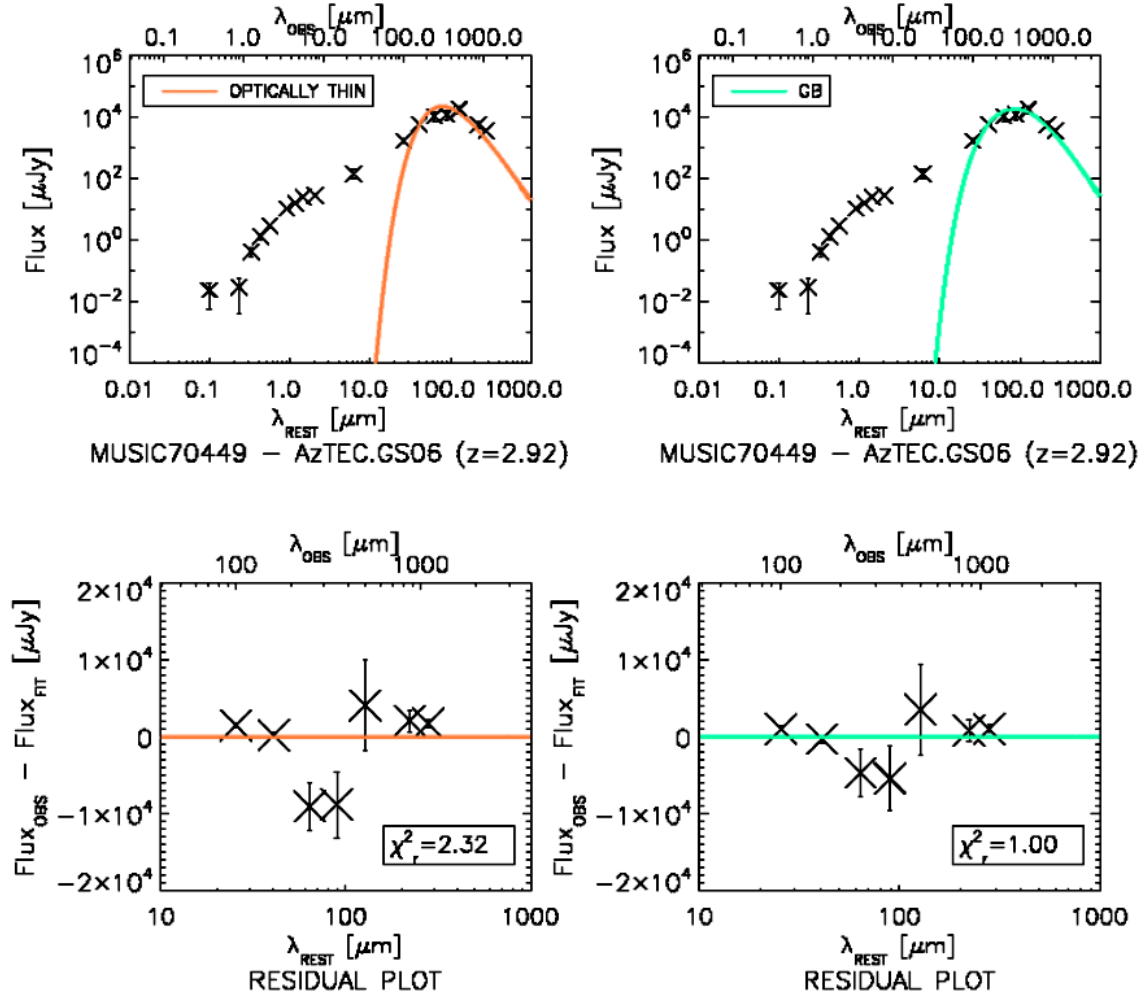 λOBS [μm]
0.1 1.0 10.0 100.0 1000.0
10^6
10^4
10^2
10^0
10^-2
10^-4
Flux [μJy]
OPTICALLY THIN
0.01 0.1 1.0 10.0 100.0 1000.0
λREST [μm]
MUSIC70449 – AzTEC.GS06 (z=2.92)
λOBS [μm]
0.1 1.0 10.0 100.0 1000.0
10^6
10^4
10^2
10^0
10^-2
10^-4
Flux [μJy]
GB
0.01 0.1 1.0 10.0 100.0 1000.0
λREST [μm]
MUSIC70449 – AzTEC.GS06 (z=2.92)
λOBS [μm]
100 1000
2×10^4
1×10^4
0
−1×10^4
−2×10^4
FluxOBS – FluxFIT [μJy]
χ²r=2.32
10 100 1000
λREST [μm]
RESIDUAL PLOT
λOBS [μm]
100 1000
2×10^4
1×10^4
0
−1×10^4
−2×10^4
FluxOBS – FluxFIT [μJy]
χ²r=1.00
10 100 1000
λREST [μm]
RESIDUAL PLOT